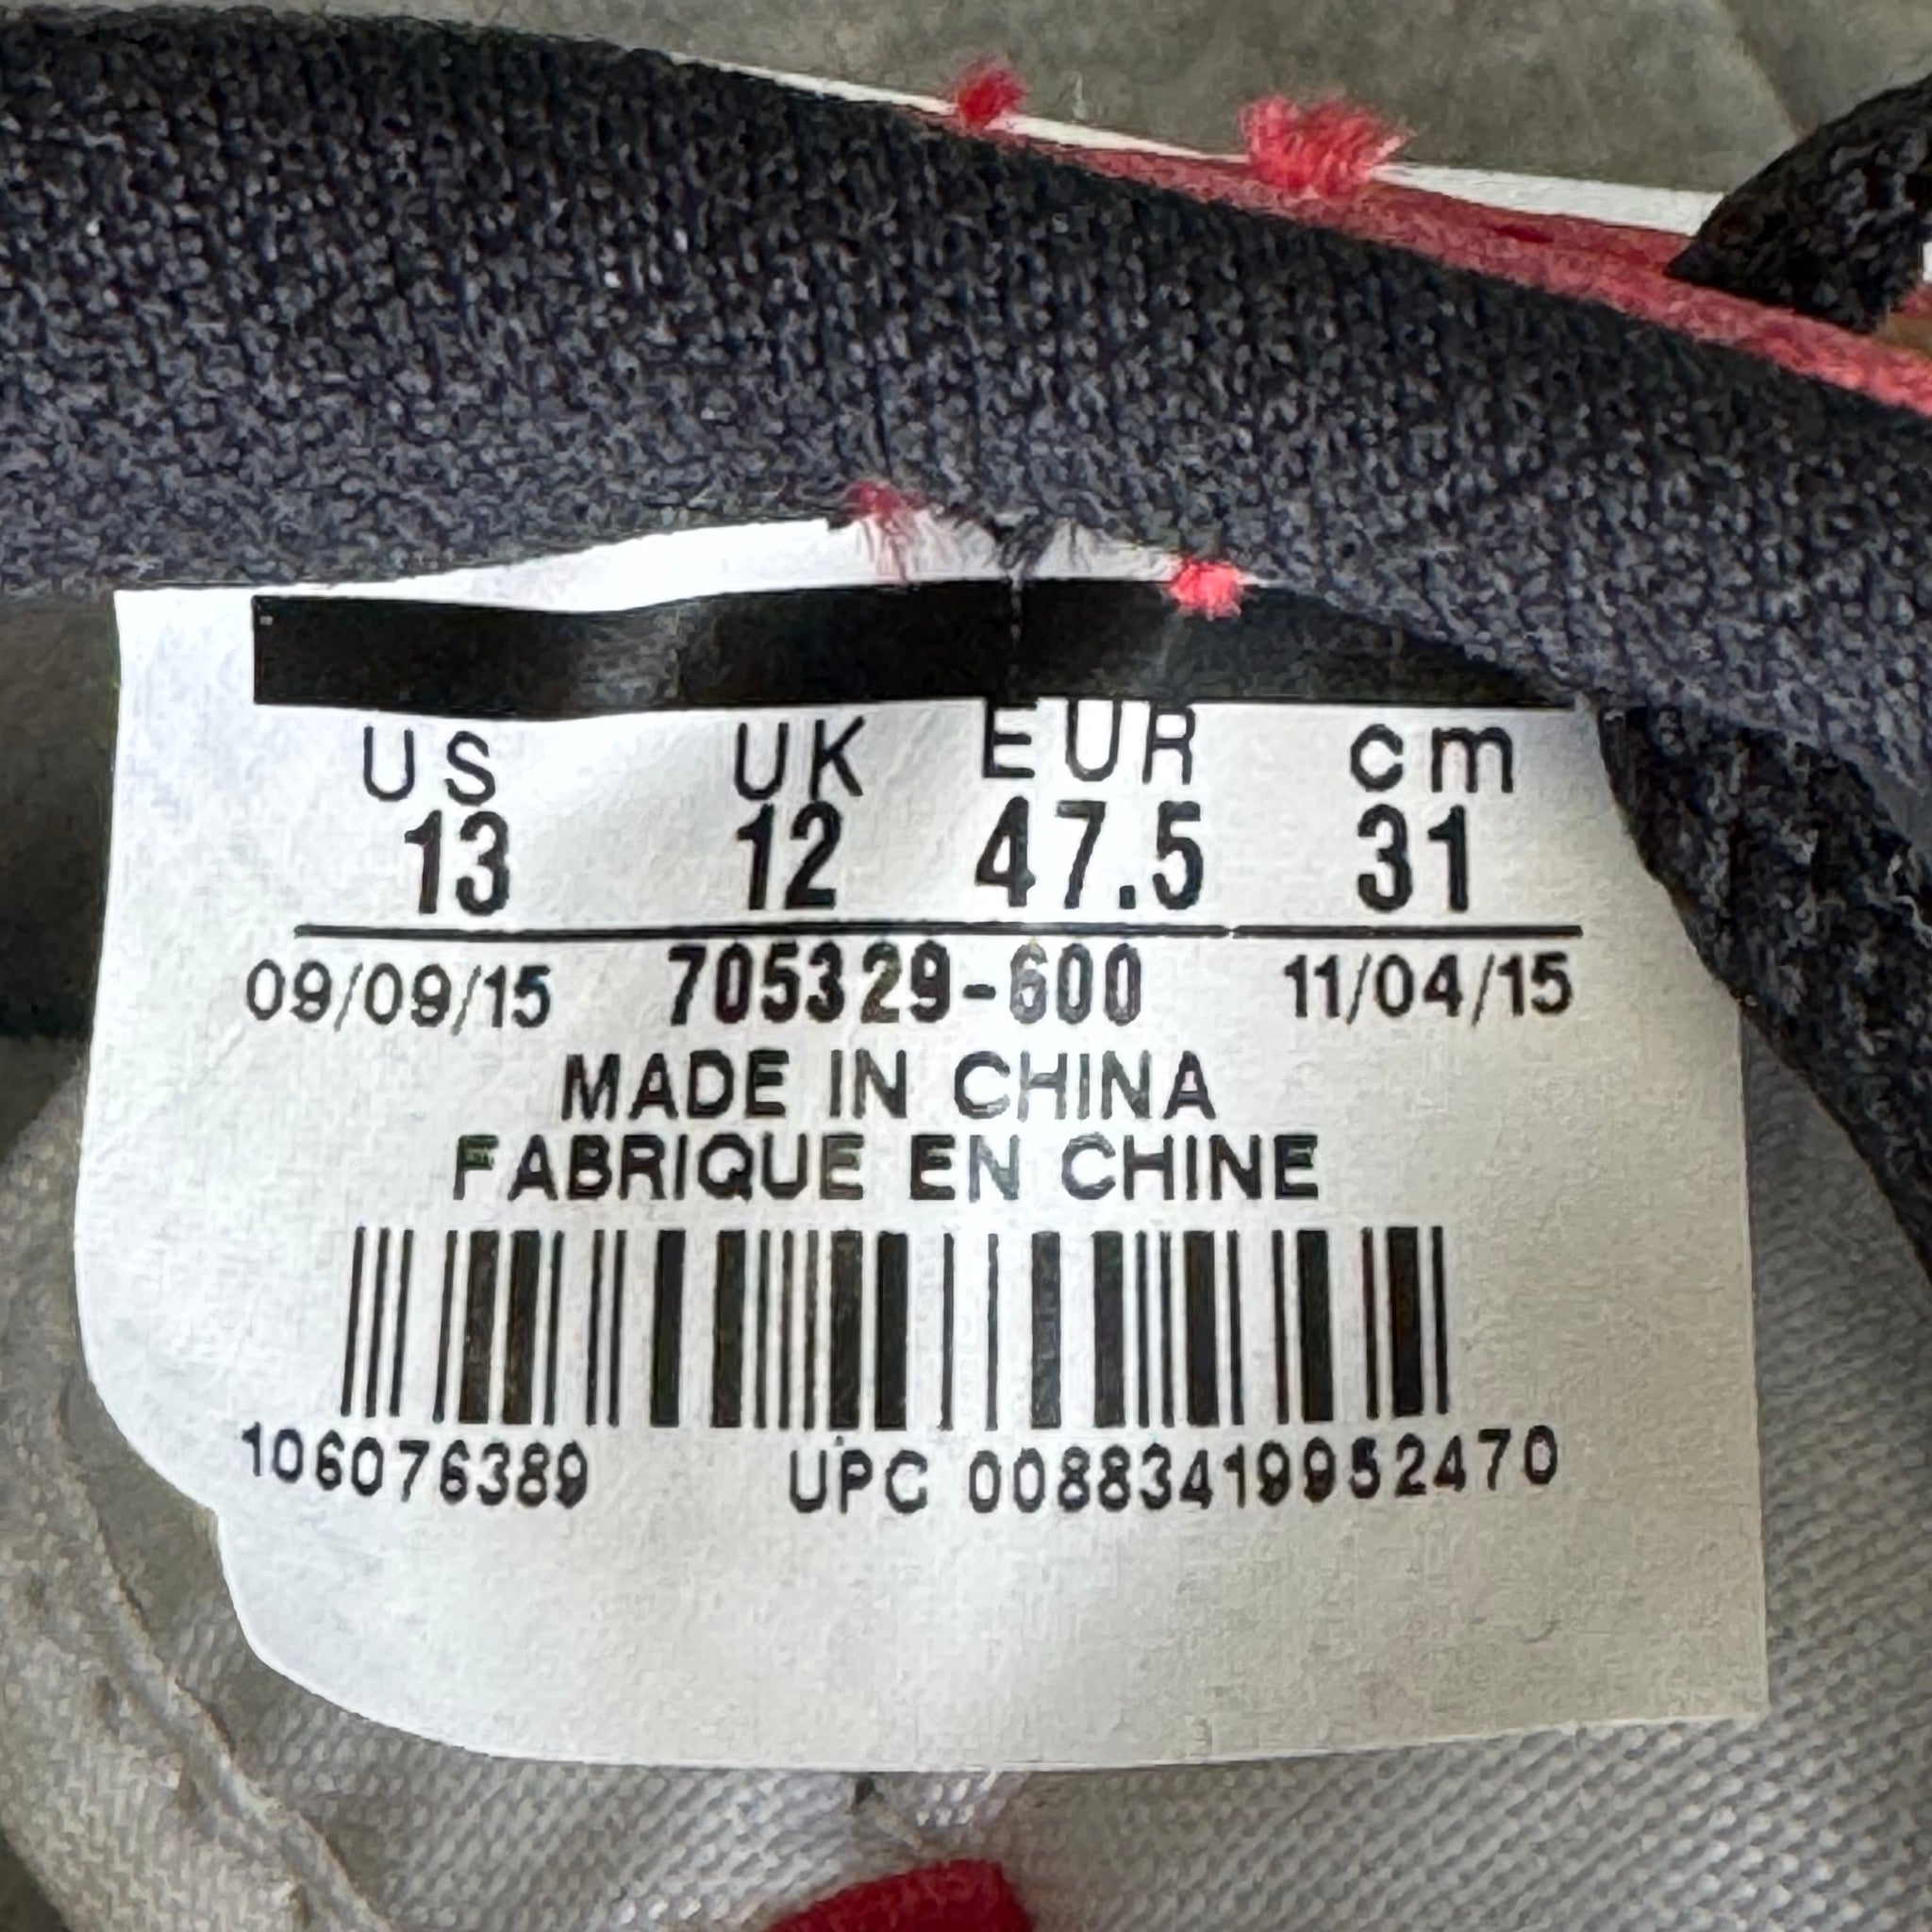 US UK EUR cm
13 12 47.5 31
09/09/15 705329-600 11/04/15
MADE IN CHINA
FABRIQUE EN CHINE
106076389 UPC 00883419952470